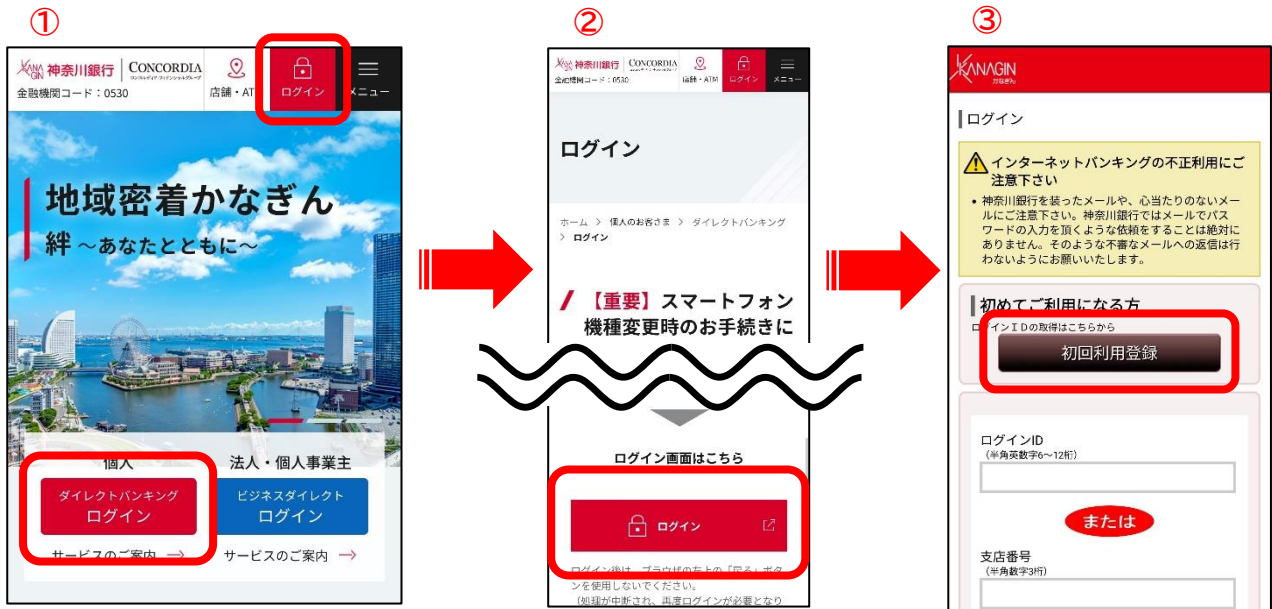 ①
KANAGIN 神奈川銀行 CONCORDIA
金融機関コード：0530
店舗・AT
ログイン
メニュー
地域密着かなぎん
絆 ～あなたとともに～
個人
法人・個人事業主
ダイレクトバンキング
ログイン
ビジネスダイレクト
ログイン
サービスのご案内 →
サービスのご案内 →
②
神奈川銀行 CONCORDIA
金融機関コード：0530
店舗・ATM
ログイン
メニュー
ログイン
ホーム > 個人のお客さま > ダイレクトバンキング
> ログイン
【重要】スマートフォン
機種変更時のお手続きに
ログイン画面はこちら
ログイン
ログイン後は、ブラウザの左上の「戻る」ボタ
ンを使用しないでください。
（処理が中断され、再度ログインが必要となり
③
KANAGIN
かなぎん
ログイン
インターネットバンキングの不正利用にご
注意下さい
• 神奈川銀行を装ったメールや、心当たりのないメー
ルにご注意下さい。神奈川銀行ではメールでパス
ワードの入力を頂くような依頼をすることは絶対に
ありません。そのような不審なメールへの返信は行
わないようにお願いいたします。
初めてご利用になる方
ログインＩＤの取得はこちらから
初回利用登録
ログインID
（半角英数字6～12桁）
または
支店番号
（半角数字3桁）